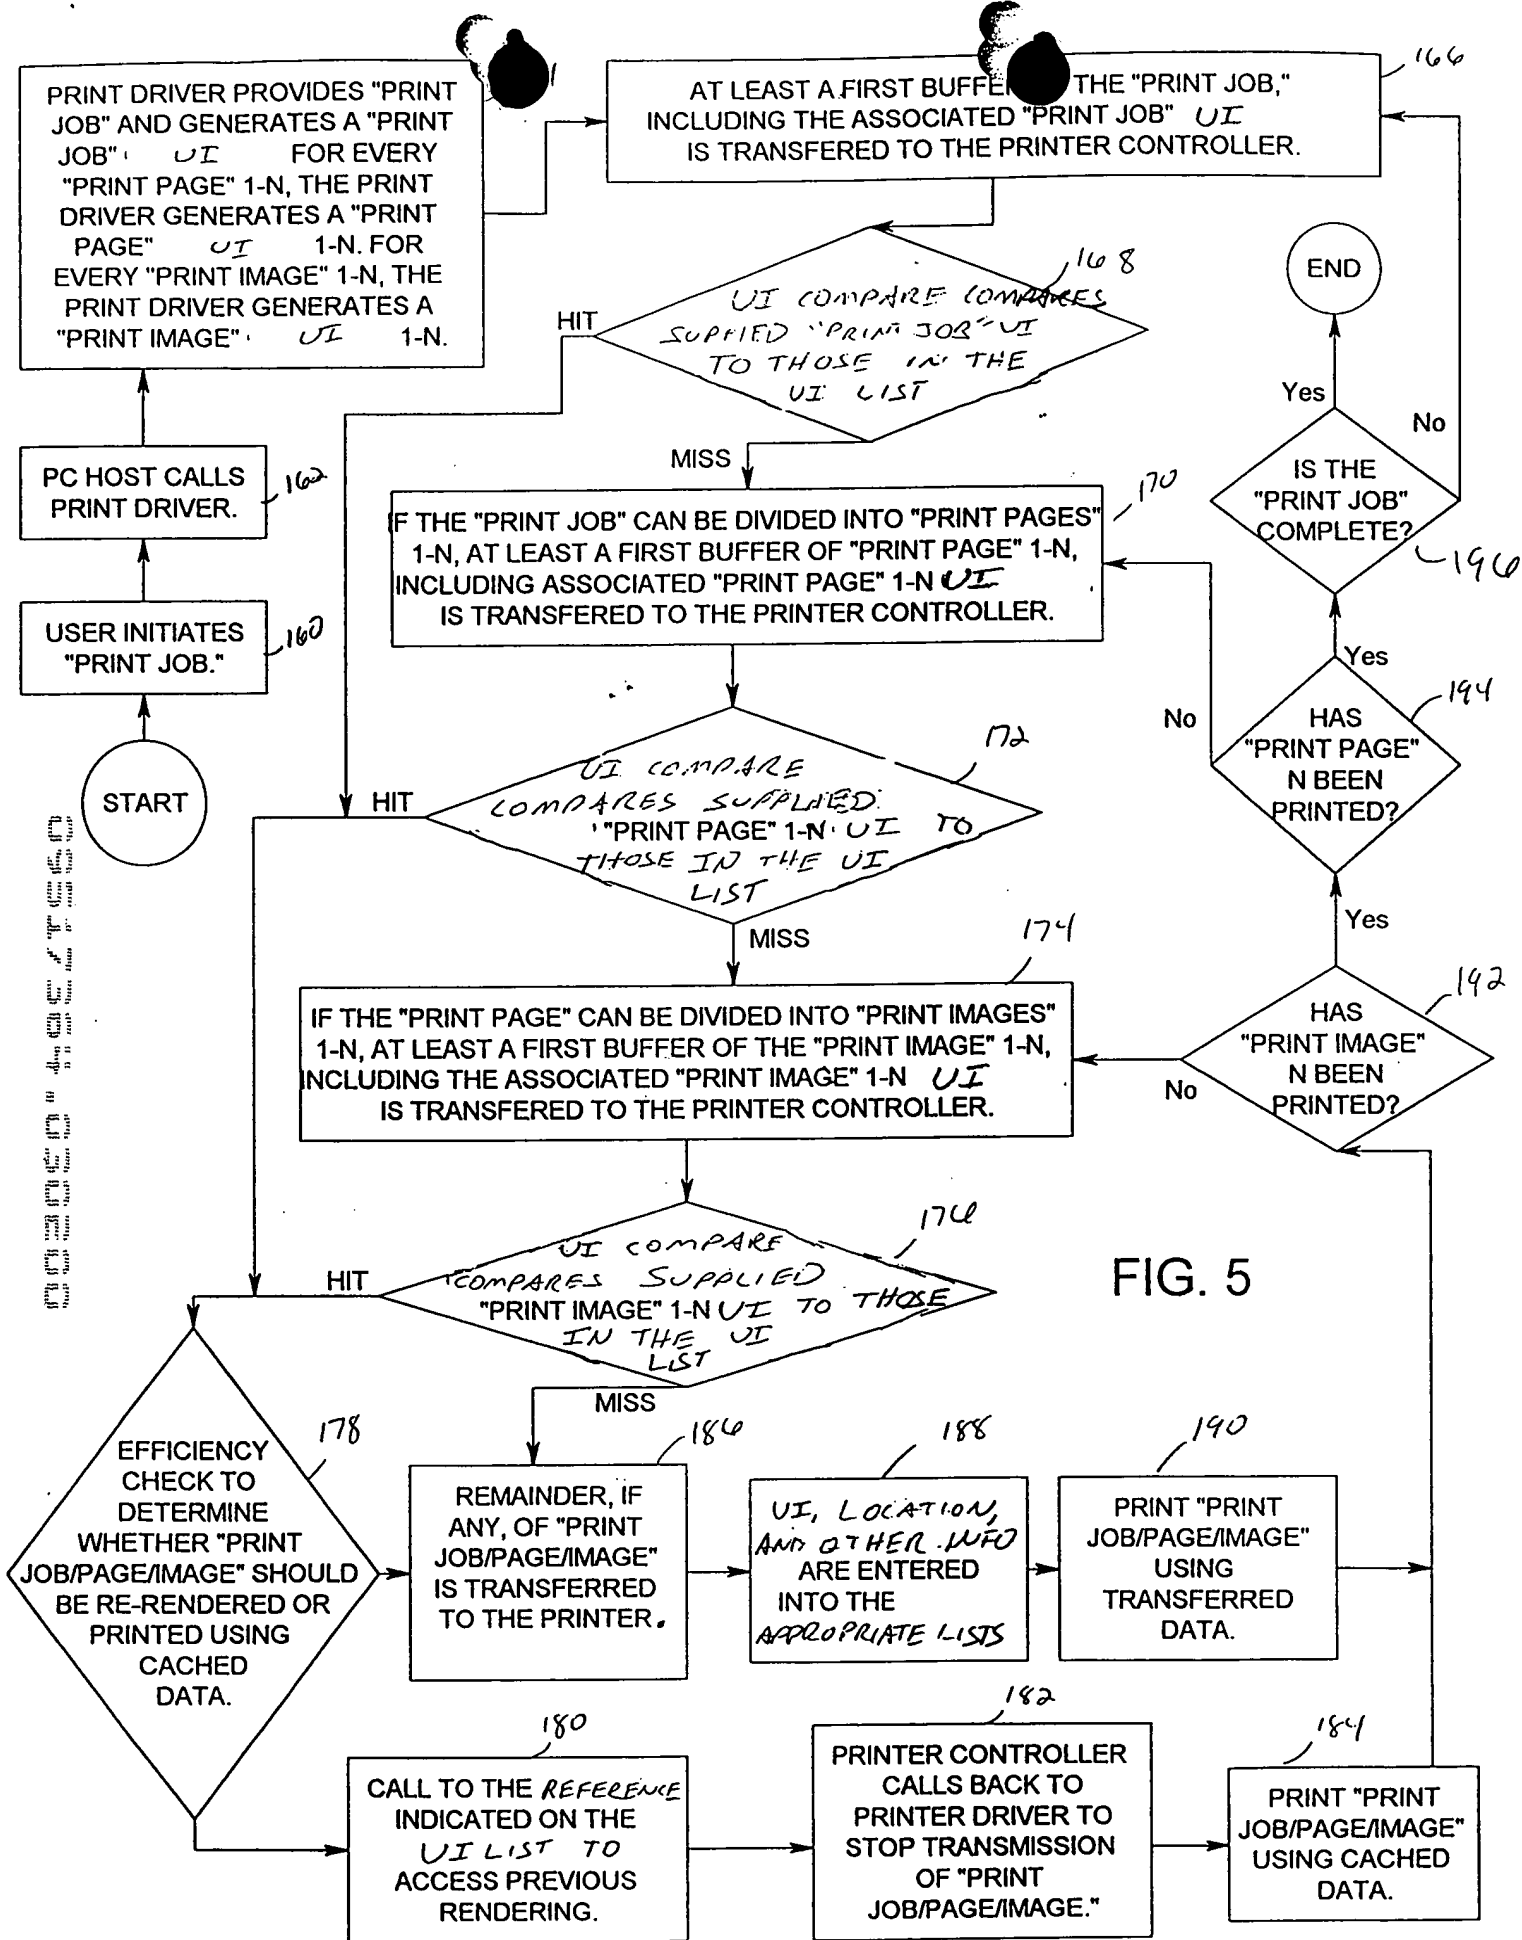 PRINT DRIVER PROVIDES "PRINT
JOB" AND GENERATES A "PRINT
JOB" UI FOR EVERY
"PRINT PAGE" 1-N, THE PRINT
DRIVER GENERATES A "PRINT
PAGE" UI 1-N. FOR
EVERY "PRINT IMAGE" 1-N, THE
PRINT DRIVER GENERATES A
"PRINT IMAGE" UI 1-N.
PC HOST CALLS
PRINT DRIVER.
162
USER INITIATES
"PRINT JOB."
160
START
166
AT LEAST A FIRST THE "PRINT JOB,"
INCLUDING THE ASSOCIATED "PRINT JOB" UI
IS TRANSFERED TO THE PRINTER CONTROLLER.
168
UI COMPARE COMPARES
SUPPIED "PRINT JOB" UI
TO THOSE IN THE
UI LIST
HIT
MISS
170
IF THE "PRINT JOB" CAN BE DIVIDED INTO "PRINT PAGES"
1-N, AT LEAST A FIRST BUFFER OF "PRINT PAGE" 1-N,
INCLUDING ASSOCIATED "PRINT PAGE" 1-N UI
IS TRANSFERED TO THE PRINTER CONTROLLER.
172
UI COMPARE
COMPARES SUPPLIED
"PRINT PAGE" 1-N UI TO
THOSE IN THE UI
LIST
HIT
MISS
174
IF THE "PRINT PAGE" CAN BE DIVIDED INTO "PRINT IMAGES"
1-N, AT LEAST A FIRST BUFFER OF THE "PRINT IMAGE" 1-N,
INCLUDING THE ASSOCIATED "PRINT IMAGE" 1-N UI
IS TRANSFERED TO THE PRINTER CONTROLLER.
176
UI COMPARE
COMPARES SUPPLIED
"PRINT IMAGE" 1-N UI TO THOSE
IN THE UI
LIST
HIT
MISS
END
Yes
No
IS THE
"PRINT JOB"
COMPLETE?
196
Yes
194
No
HAS
"PRINT PAGE"
N BEEN
PRINTED?
Yes
192
HAS
"PRINT IMAGE"
N BEEN
PRINTED?
No
FIG. 5
178
EFFICIENCY
CHECK TO
DETERMINE
WHETHER "PRINT
JOB/PAGE/IMAGE" SHOULD
BE RE-RENDERED OR
PRINTED USING
CACHED
DATA.
186
REMAINDER, IF
ANY, OF "PRINT
JOB/PAGE/IMAGE"
IS TRANSFERRED
TO THE PRINTER.
188
UI, LOCATION,
AND OTHER INFO
ARE ENTERED
INTO THE
APPROPRIATE LISTS
190
PRINT "PRINT
JOB/PAGE/IMAGE"
USING
TRANSFERRED
DATA.
180
CALL TO THE REFERENCE
INDICATED ON THE
UI LIST TO
ACCESS PREVIOUS
RENDERING.
182
PRINTER CONTROLLER
CALLS BACK TO
PRINTER DRIVER TO
STOP TRANSMISSION
OF "PRINT
JOB/PAGE/IMAGE."
184
PRINT "PRINT
JOB/PAGE/IMAGE"
USING CACHED
DATA.